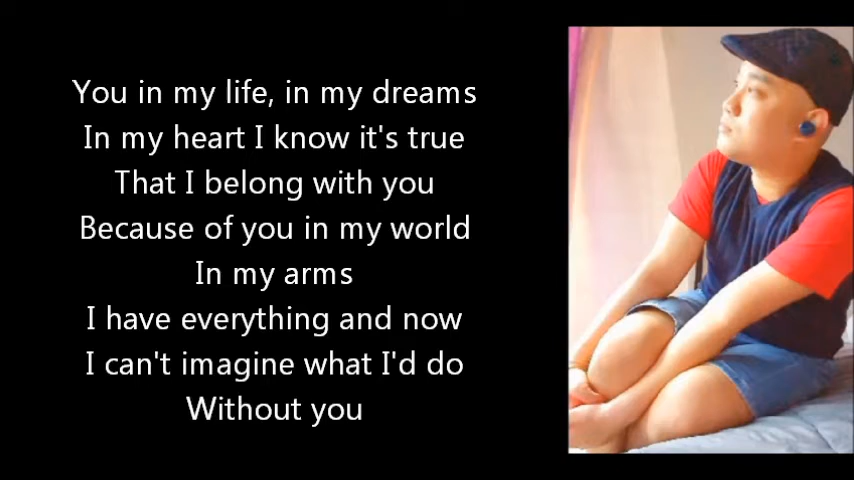 You in my life, in my dreams
In my heart I know it's true
That I belong with you
Because of you in my world
In my arms
I have everything and now
I can't imagine what I'd do
Without you